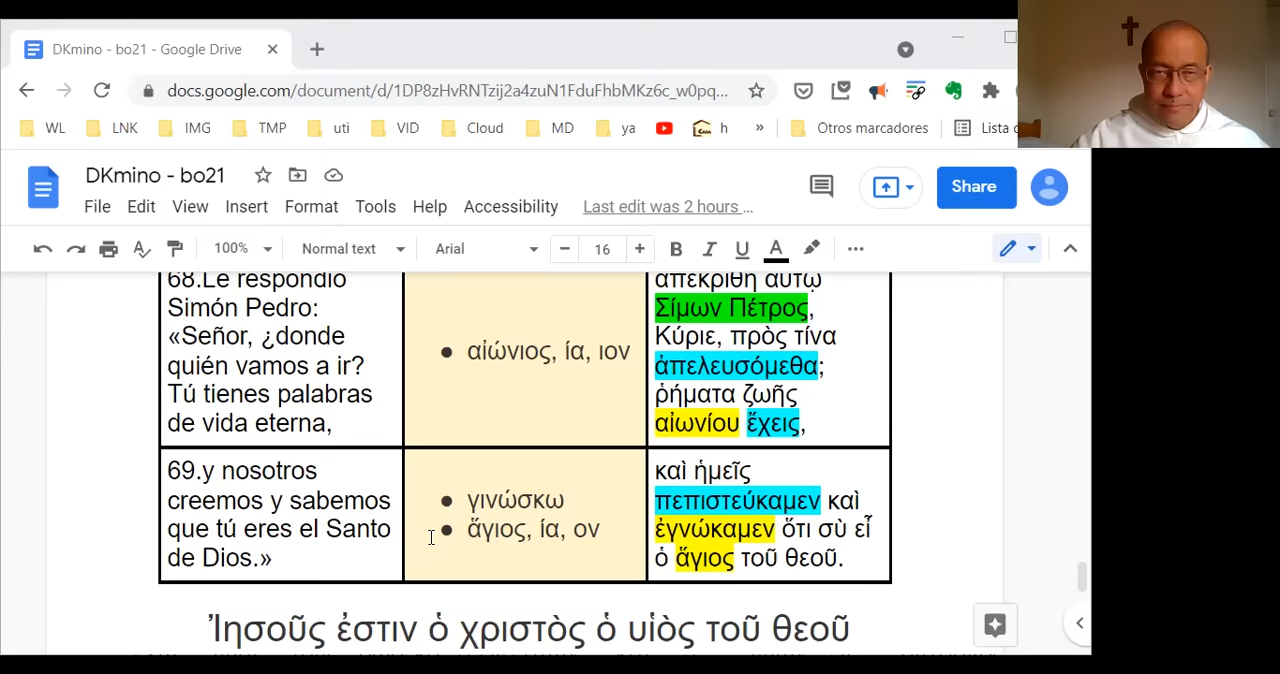 DKmino - bo21 - Google Drive
docs.google.com/document/d/1DP8zHvRNTzij2a4zuN1FduFhbMKz6c_w0pq...
WL LNK IMG TMP uti VID Cloud MD ya h » Otros marcadores Lista
DKmino - bo21
File Edit View Insert Format Tools Help Accessibility Last edit was 2 hours ...
Share
100% Normal text Arial 16 B I U A
68.Le respondió
Simón Pedro:
«Señor, ¿donde
quién vamos a ir?
Tú tienes palabras
de vida eterna,
αἰώνιος, ία, ιον
ἀπεκρίθη αὐτῷ
Σίμων Πέτρος,
Κύριε, πρὸς τίνα
ἀπελευσόμεθα;
ῥήματα ζωῆς
αἰωνίου ἔχεις,
69.y nosotros
creemos y sabemos
que tú eres el Santo
de Dios.»
γινώσκω
ἅγιος, ία, ον
καὶ ἡμεῖς
πεπιστεύκαμεν καὶ
ἐγνώκαμεν ὅτι σὺ εἶ
ὁ ἅγιος τοῦ θεοῦ.
Ἰησοῦς ἐστιν ὁ χριστὸς ὁ υἱὸς τοῦ θεοῦ